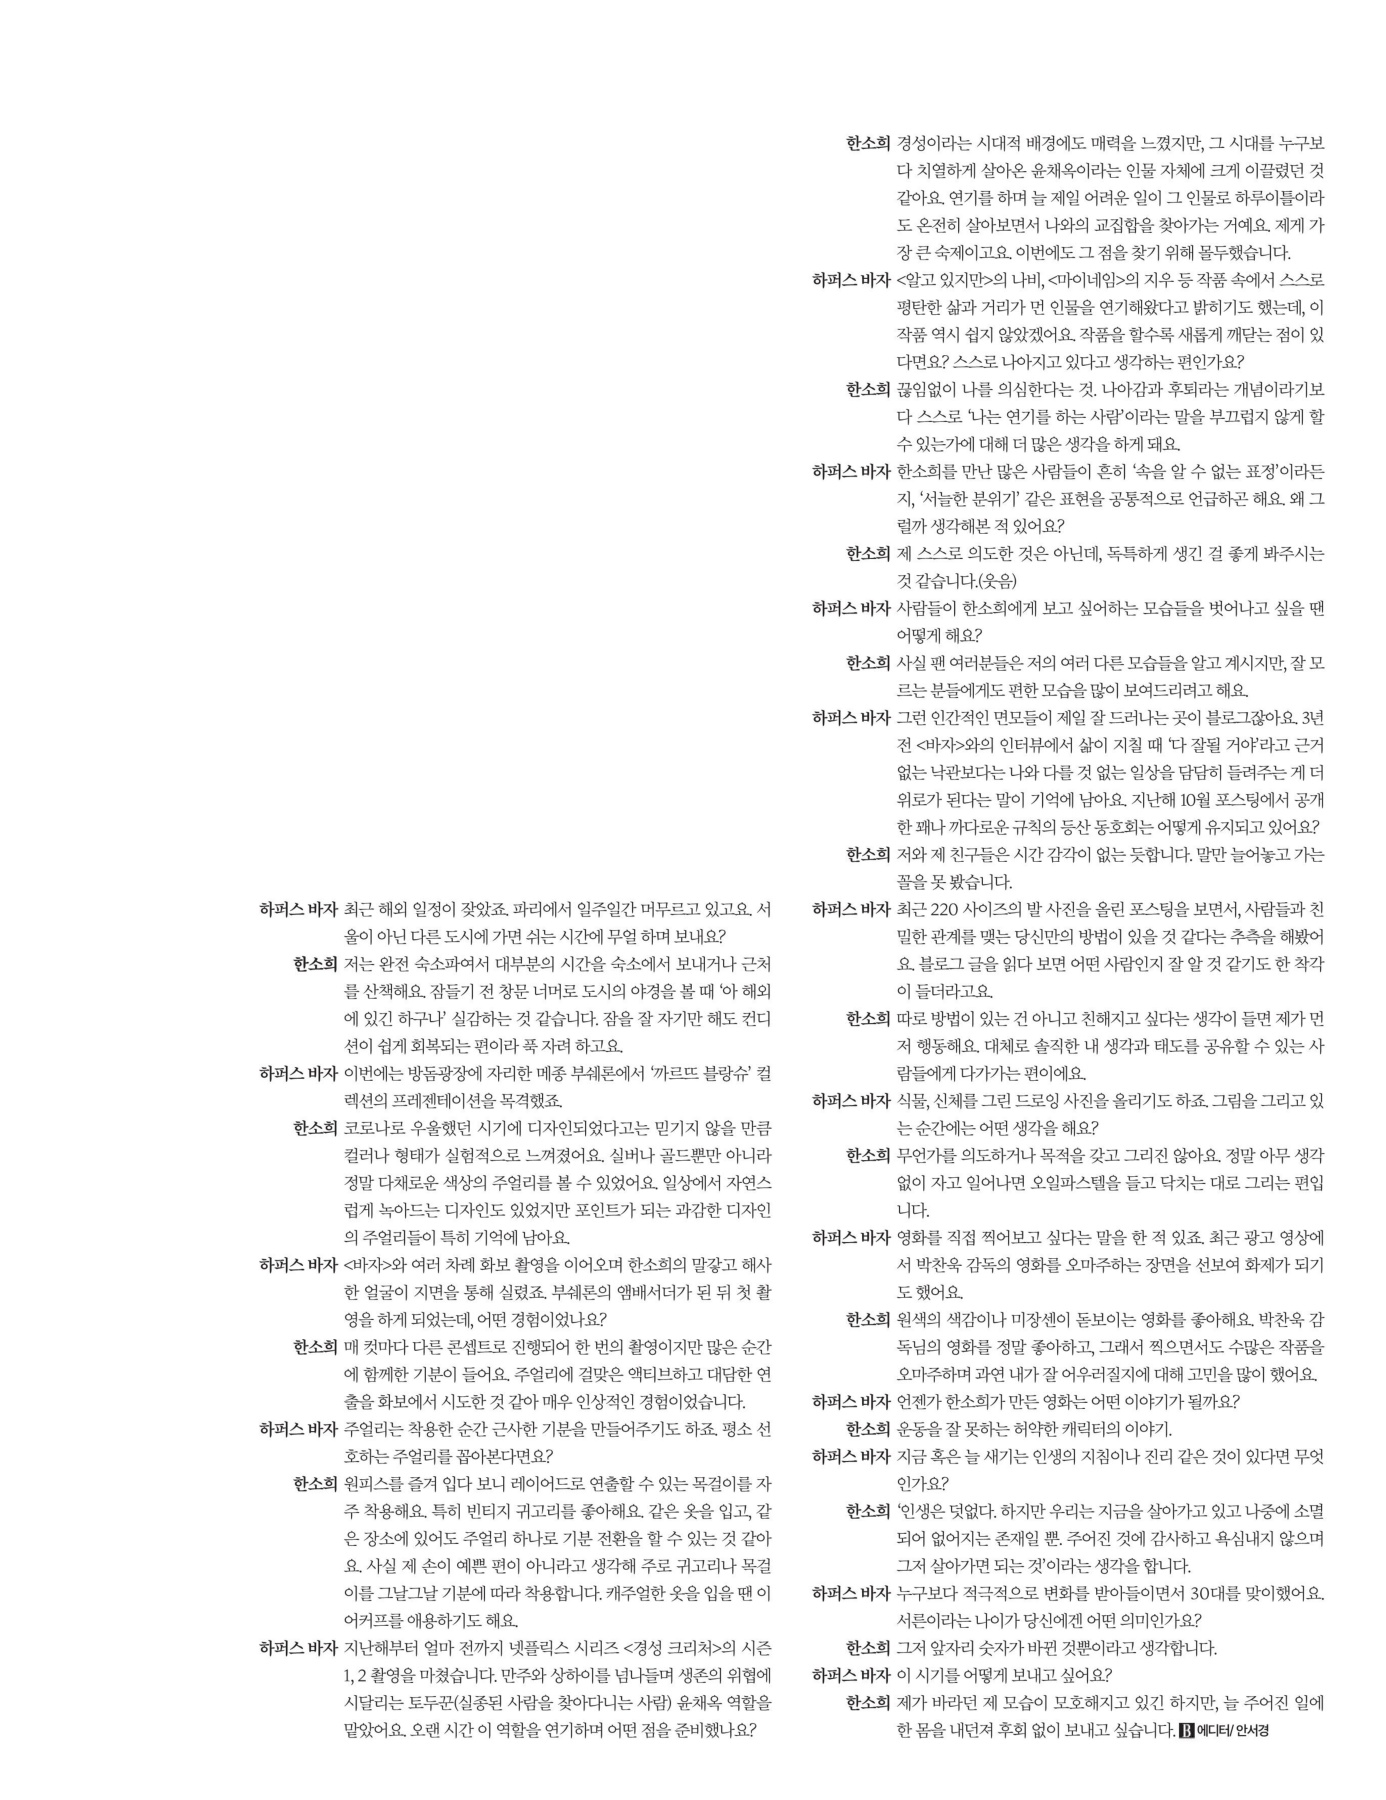 하퍼스 바자 최근 해외 일정이 잦았죠. 파리에서 일주일간 머무르고 있고요. 서
울이 아닌 다른 도시에 가면 쉬는 시간에 무얼 하며 보내요?
한소희 저는 완전 숙소파여서 대부분의 시간을 숙소에서 보내거나 근처
를 산책해요. 잠들기 전 창문 너머로 도시의 야경을 볼 때 ‘아 해외
에 있긴 하구나’ 실감하는 것 같습니다. 잠을 잘 자기만 해도 컨디
션이 쉽게 회복되는 편이라 푹 자려 하고요.
하퍼스 바자 이번에는 방돔광장에 자리한 메종 부쉐론에서 ‘까르뜨 블랑슈’ 컬
렉션의 프레젠테이션을 목격했죠.
한소희 코로나로 우울했던 시기에 디자인되었다고는 믿기지 않을 만큼
컬러나 형태가 실험적으로 느껴졌어요. 실버나 골드뿐만 아니라
정말 다채로운 색상의 주얼리를 볼 수 있었어요. 일상에서 자연스
럽게 녹아드는 디자인도 있었지만 포인트가 되는 과감한 디자인
의 주얼리들이 특히 기억에 남아요.
하퍼스 바자 <바자>와 여러 차례 화보 촬영을 이어오며 한소희의 말갛고 해사
한 얼굴이 지면을 통해 실렸죠. 부쉐론의 앰배서더가 된 뒤 첫 촬
영을 하게 되었는데, 어떤 경험이었나요?
한소희 매 컷마다 다른 콘셉트로 진행되어 한 번의 촬영이지만 많은 순간
에 함께한 기분이 들어요. 주얼리에 걸맞은 액티브하고 대담한 연
출을 화보에서 시도한 것 같아 매우 인상적인 경험이었습니다.
하퍼스 바자 주얼리는 착용한 순간 근사한 기분을 만들어주기도 하죠. 평소 선
호하는 주얼리를 꼽아본다면요?
한소희 원피스를 즐겨 입다 보니 레이어드로 연출할 수 있는 목걸이를 자
주 착용해요. 특히 빈티지 귀고리를 좋아해요. 같은 옷을 입고, 같
은 장소에 있어도 주얼리 하나로 기분 전환을 할 수 있는 것 같아
요. 사실 제 손이 예쁜 편이 아니라고 생각해 주로 귀고리나 목걸
이를 그날그날 기분에 따라 착용합니다. 캐주얼한 옷을 입을 땐 이
어커프를 애용하기도 해요.
하퍼스 바자 지난해부터 얼마 전까지 넷플릭스 시리즈 <경성 크리처>의 시즌
1, 2 촬영을 마쳤습니다. 만주와 상하이를 넘나들며 생존의 위협에
시달리는 토두꾼(실종된 사람을 찾아다니는 사람) 윤채옥 역할을
맡았어요. 오랜 시간 이 역할을 연기하며 어떤 점을 준비했나요?
한소희 경성이라는 시대적 배경에도 매력을 느꼈지만, 그 시대를 누구보
다 치열하게 살아온 윤채옥이라는 인물 자체에 크게 이끌렸던 것
같아요. 연기를 하며 늘 제일 어려운 일이 그 인물로 하루이틀이라
도 온전히 살아보면서 나와의 교집합을 찾아가는 거예요. 제게 가
장 큰 숙제이고요. 이번에도 그 점을 찾기 위해 몰두했습니다.
하퍼스 바자 <알고 있지만>의 나비, <마이네임>의 지우 등 작품 속에서 스스로
평탄한 삶과 거리가 먼 인물을 연기해왔다고 밝히기도 했는데, 이
작품 역시 쉽지 않았겠어요. 작품을 할수록 새롭게 깨닫는 점이 있
다면요? 스스로 나아지고 있다고 생각하는 편인가요?
한소희 끊임없이 나를 의심한다는 것. 나아감과 후퇴라는 개념이라기보
다 스스로 ‘나는 연기를 하는 사람’이라는 말을 부끄럽지 않게 할
수 있는가에 대해 더 많은 생각을 하게 돼요.
하퍼스 바자 한소희를 만난 많은 사람들이 흔히 ‘속을 알 수 없는 표정’이라든
지, ‘서늘한 분위기’ 같은 표현을 공통적으로 언급하곤 해요. 왜 그
럴까 생각해본 적 있어요?
한소희 제 스스로 의도한 것은 아닌데, 독특하게 생긴 걸 좋게 봐주시는
것 같습니다.(웃음)
하퍼스 바자 사람들이 한소희에게 보고 싶어하는 모습들을 벗어나고 싶을 땐
어떻게 해요?
한소희 사실 팬 여러분들은 저의 여러 다른 모습들을 알고 계시지만, 잘 모
르는 분들에게도 편한 모습을 많이 보여드리려고 해요.
하퍼스 바자 그런 인간적인 면모들이 제일 잘 드러나는 곳이 블로그잖아요. 3년
전 <바자>와의 인터뷰에서 삶이 지칠 때 ‘다 잘될 거야’라고 근거
없는 낙관보다는 나와 다를 것 없는 일상을 담담히 들려주는 게 더
위로가 된다는 말이 기억에 남아요. 지난해 10월 포스팅에서 공개
한 꽤나 까다로운 규칙의 등산 동호회는 어떻게 유지되고 있어요?
한소희 저와 제 친구들은 시간 감각이 없는 듯합니다. 말만 늘어놓고 가는
꼴을 못 봤습니다.
하퍼스 바자 최근 220 사이즈의 발 사진을 올린 포스팅을 보면서, 사람들과 친
밀한 관계를 맺는 당신만의 방법이 있을 것 같다는 추측을 해봤어
요. 블로그 글을 읽다 보면 어떤 사람인지 잘 알 것 같기도 한 착각
이 들더라고요.
한소희 따로 방법이 있는 건 아니고 친해지고 싶다는 생각이 들면 제가 먼
저 행동해요. 대체로 솔직한 내 생각과 태도를 공유할 수 있는 사
람들에게 다가가는 편이에요.
하퍼스 바자 식물, 신체를 그린 드로잉 사진을 올리기도 하죠. 그림을 그리고 있
는 순간에는 어떤 생각을 해요?
한소희 무언가를 의도하거나 목적을 갖고 그리진 않아요. 정말 아무 생각
없이 자고 일어나면 오일파스텔을 들고 닥치는 대로 그리는 편입
니다.
하퍼스 바자 영화를 직접 찍어보고 싶다는 말을 한 적 있죠. 최근 광고 영상에
서 박찬욱 감독의 영화를 오마주하는 장면을 선보여 화제가 되기
도 했어요.
한소희 원색의 색감이나 미장센이 돋보이는 영화를 좋아해요. 박찬욱 감
독님의 영화를 정말 좋아하고, 그래서 찍으면서도 수많은 작품을
오마주하며 과연 내가 잘 어우러질지에 대해 고민을 많이 했어요.
하퍼스 바자 언젠가 한소희가 만든 영화는 어떤 이야기가 될까요?
한소희 운동을 잘 못하는 허약한 캐릭터의 이야기.
하퍼스 바자 지금 혹은 늘 새기는 인생의 지침이나 진리 같은 것이 있다면 무엇
인가요?
한소희 ‘인생은 덧없다. 하지만 우리는 지금을 살아가고 있고 나중에 소멸
되어 없어지는 존재일 뿐. 주어진 것에 감사하고 욕심내지 않으며
그저 살아가면 되는 것’이라는 생각을 합니다.
하퍼스 바자 누구보다 적극적으로 변화를 받아들이면서 30대를 맞이했어요.
서른이라는 나이가 당신에겐 어떤 의미인가요?
한소희 그저 앞자리 숫자가 바뀐 것뿐이라고 생각합니다.
하퍼스 바자 이 시기를 어떻게 보내고 싶어요?
한소희 제가 바라던 제 모습이 모호해지고 있긴 하지만, 늘 주어진 일에
한 몸을 내던져 후회 없이 보내고 싶습니다. B 에디터/ 안서경